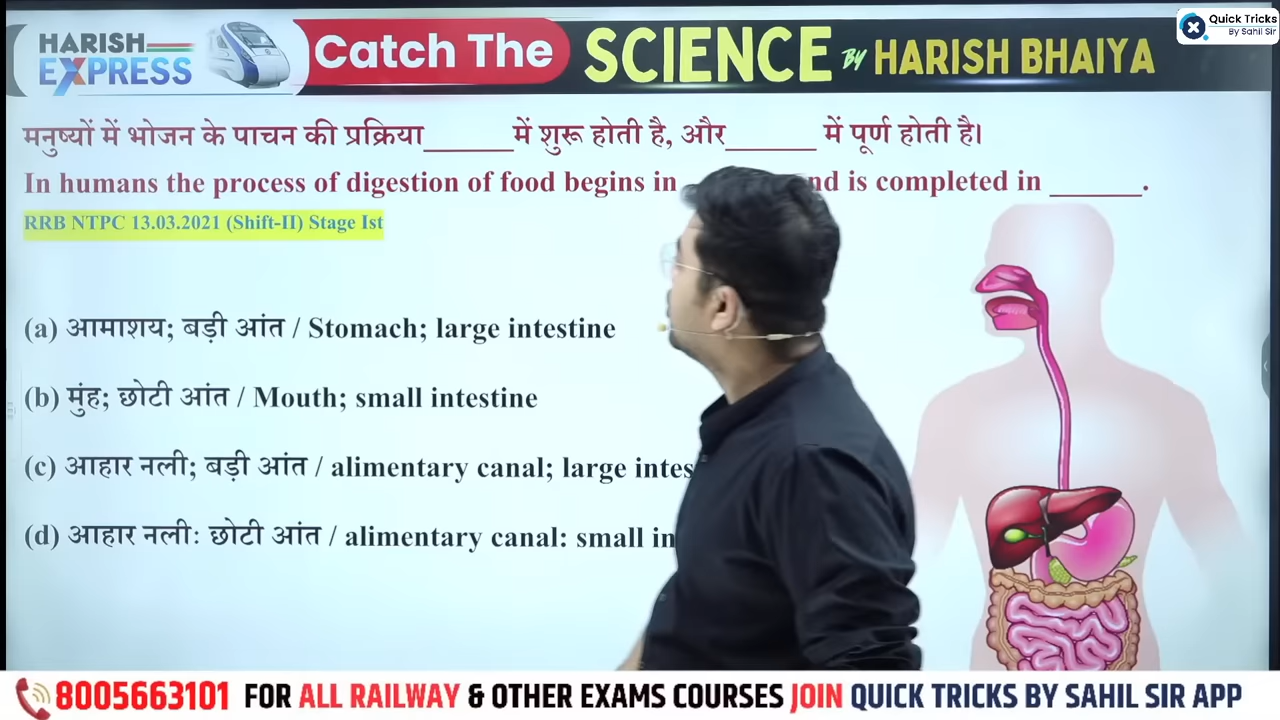 HARISH
EXPRESS
Catch The
SCIENCE BY HARISH BHAIYA
Quick Tricks
By Sahil Sir
मनुष्यों में भोजन के पाचन की प्रक्रिया______में शुरू होती है, और______ में पूर्ण होती है।
In humans the process of digestion of food begins in and is completed in ______.
RRB NTPC 13.03.2021 (Shift-II) Stage Ist
(a) आमाशय; बड़ी आंत / Stomach; large intestine
(b) मुंह; छोटी आंत / Mouth; small intestine
(c) आहार नली; बड़ी आंत / alimentary canal; large intes
(d) आहार नली: छोटी आंत / alimentary canal: small in
8005663101 FOR ALL RAILWAY & OTHER EXAMS COURSES JOIN QUICK TRICKS BY SAHIL SIR APP